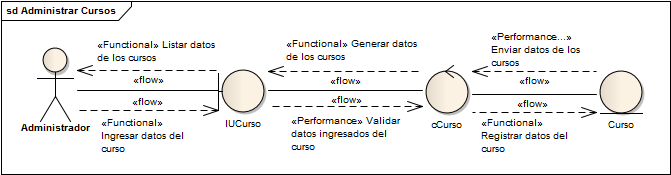 sd Administrar Cursos
«Functional» Listar datos
de los cursos
«flow»
«flow»
Administrador
«Functional»
Ingresar datos del
curso
IUCurso
«Functional» Generar datos
de los cursos
«flow»
«flow»
«Performance» Validar
datos ingresados del
curso
cCurso
«Performance...»
Enviar datos de los
cursos
«flow»
«flow»
«Functional»
Registrar datos del
curso
Curso